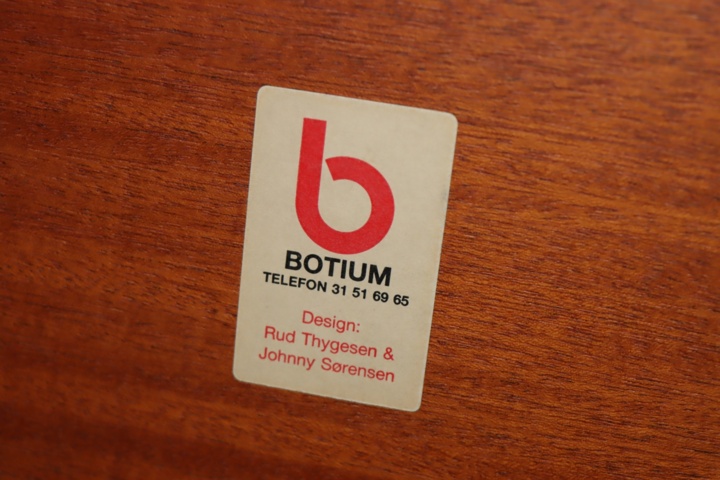 b
BOTIUM
TELEFON 31 51 69 65
Design:
Rud Thygesen &
Johnny Sørensen